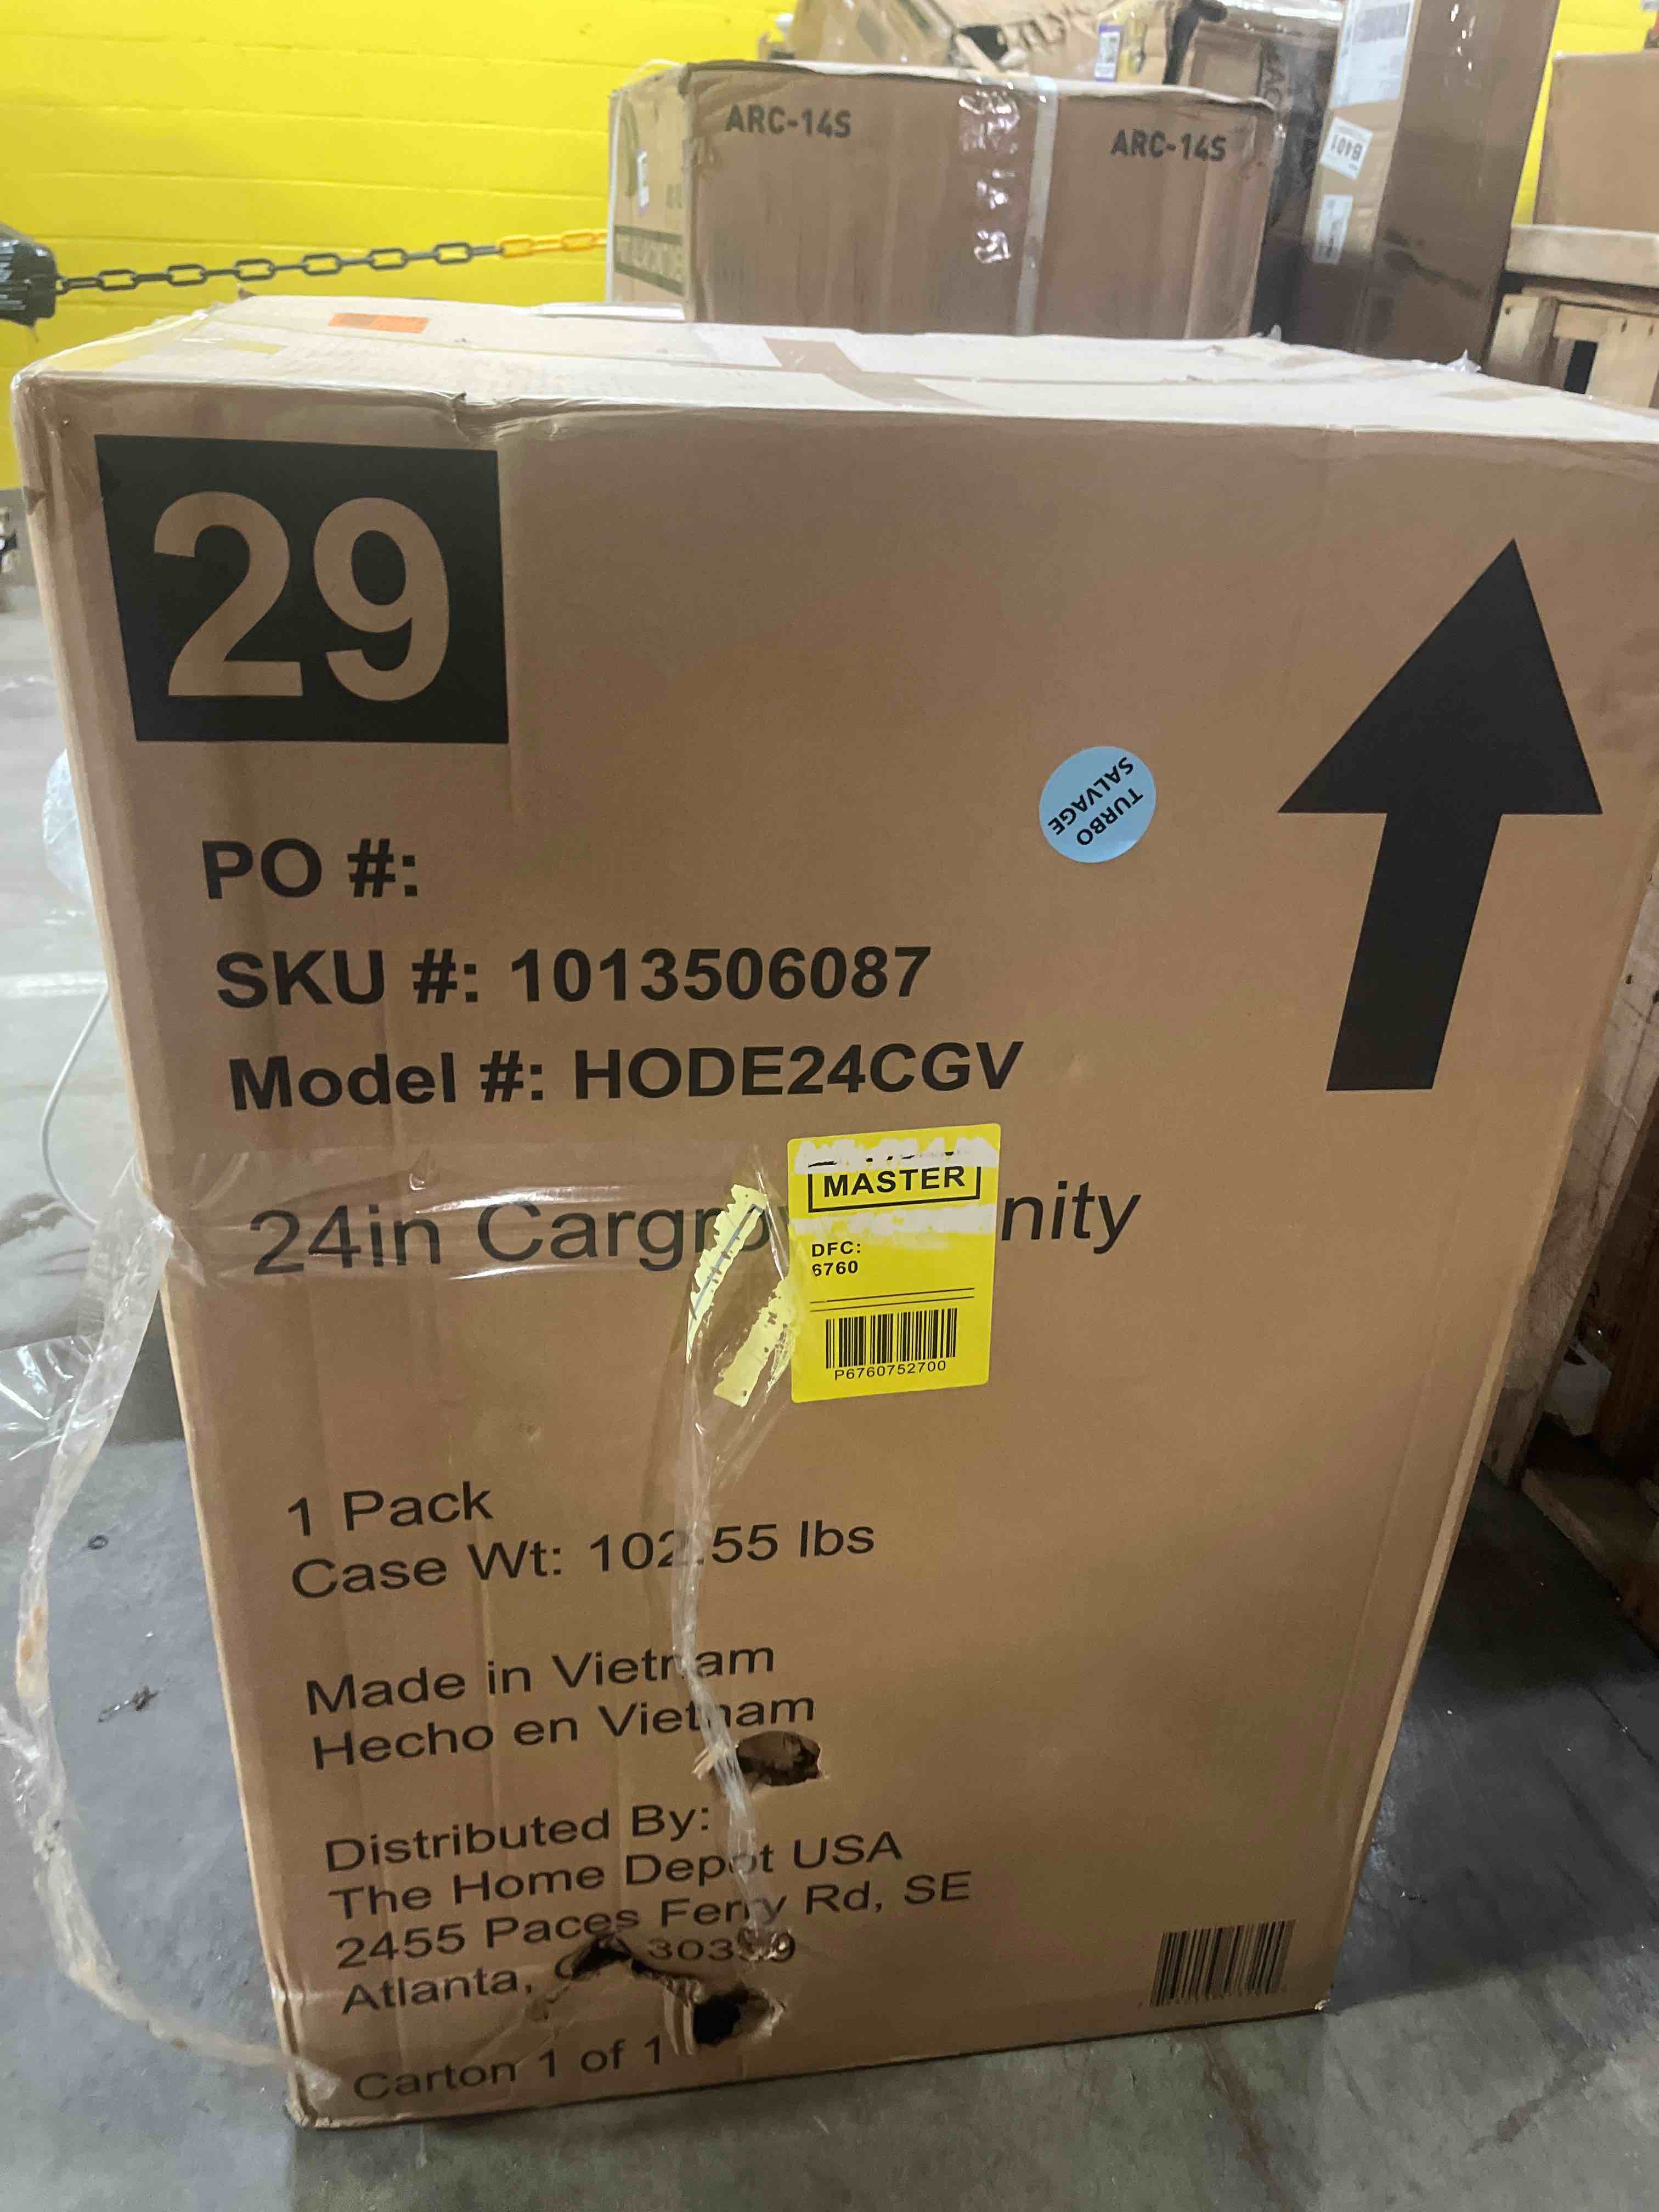 ARC-14S
ARC-14S
B401
29
TURBO
SALVAGE
PO #:
SKU #: 1013506087
Model #: HODE24CGV
MASTER
24in nity
DFC:
6760
P6760752700
1 Pack
Case Wt: 102.55 lbs
Made in Vietnam
Hecho en Vietnam
Distributed By:
The Home Depot USA
2455 Paces Ferry Rd, SE
Atlanta,
Carton 1 of 1